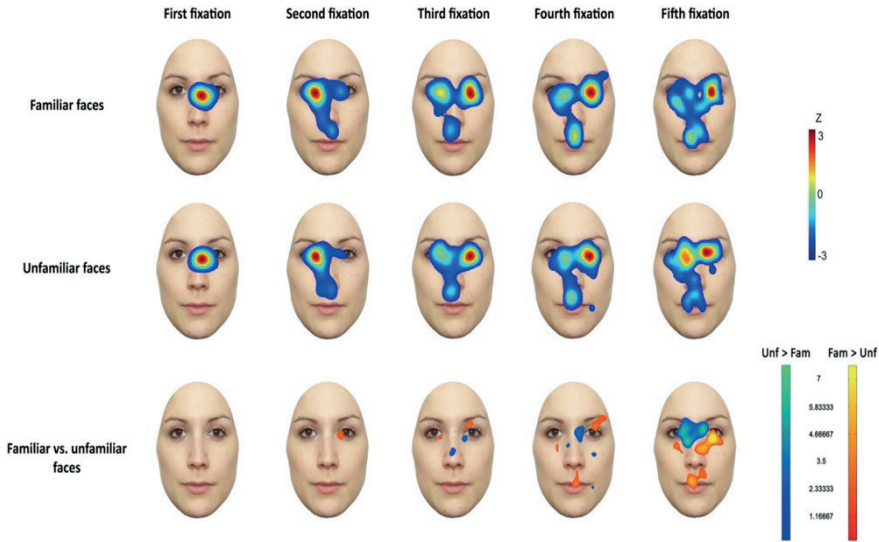 First fixation Second fixation Third fixation Fourth fixation Fifth fixation
Familiar faces
Z
3
0
-3
Unfamiliar faces
Unf > Fam Fam > Unf
7
5.83333
4.66667
3.5
2.33333
1.16667
Familiar vs. unfamiliar
faces